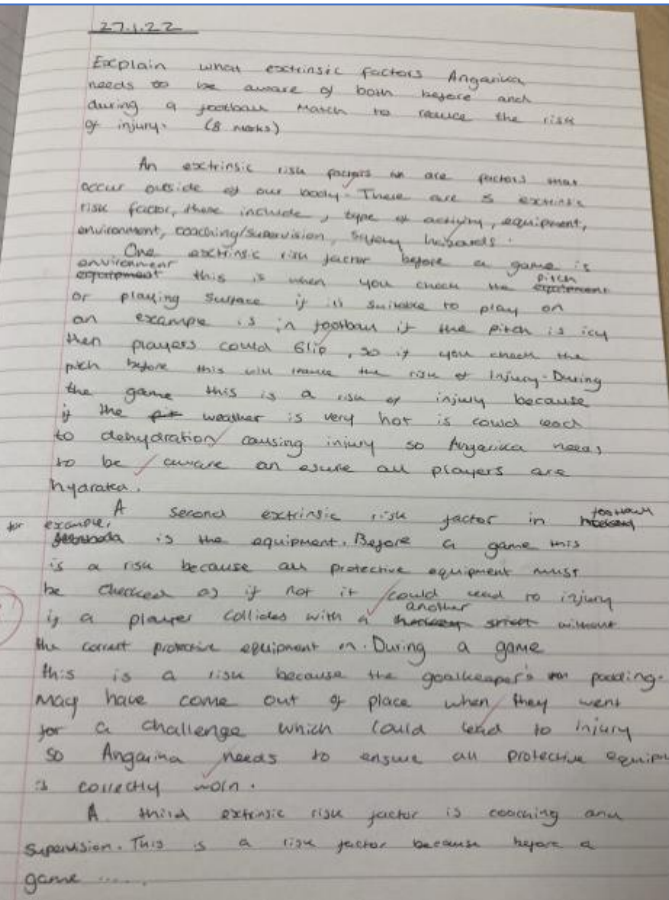 27.1.22
Explain what extrinsic factors Angarika
needs to be aware of both before and
during a football match to reduce the risk
of injury. (8 marks)
An extrinsic risk factors are factors that
occur outside of our body. There are 5 extrinsic
risk factor, these include, type of activity, equipment,
environment, coaching/supervision, safety hazards.
One extrinsic risk factor before a game is
environment this is when you check the pitch
or playing surface if it is suitable to play on
an example is in football if the pitch is icy
then players could slip, so if you check the
pich before this will the risk of Injury. During
the game this is a risk of injury because
if the weather is very hot is could lead
to dehydration causing injury so Angarika needs
to be aware an esure all players are
hydrated.
A second extrinsic risk factor in football
for example, is the equipment. Before a game this
is a risk because all protective equipment must
be checked as if not it could lead to injury
if a player collides with another without
the correct protective equipment on. During a game
this is a risk because the goalkeeper's padding.
may have come out of place when they went
for a challenge which could lead to injury
so Angarika needs to ensure all protective equipm
is correctly worn.
A third extrinsic risk factor is coaching and
supervision. This is a risk factor because before a
game .....